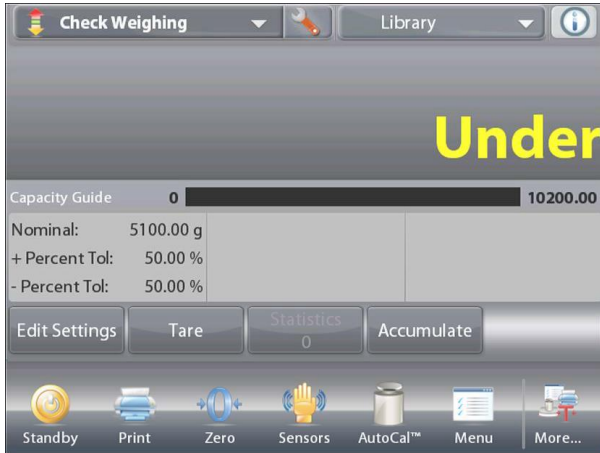 Check Weighing
Library
Under
Capacity Guide 0 10200.00
Nominal: 5100.00 g
+ Percent Tol: 50.00 %
- Percent Tol: 50.00 %
Edit Settings Tare Statistics 0 Accumulate
Standby Print Zero Sensors AutoCal™ Menu More...